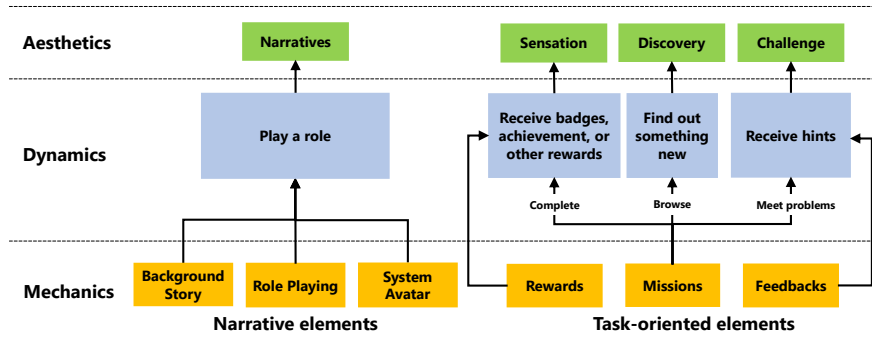 Aesthetics
Narratives
Sensation
Discovery
Challenge
Dynamics
Play a role
Receive badges,
achievement, or
other rewards
Find out
something
new
Receive hints
Complete
Browse
Meet problems
Mechanics
Background
Story
Role Playing
System
Avatar
Rewards
Missions
Feedbacks
Narrative elements
Task-oriented elements